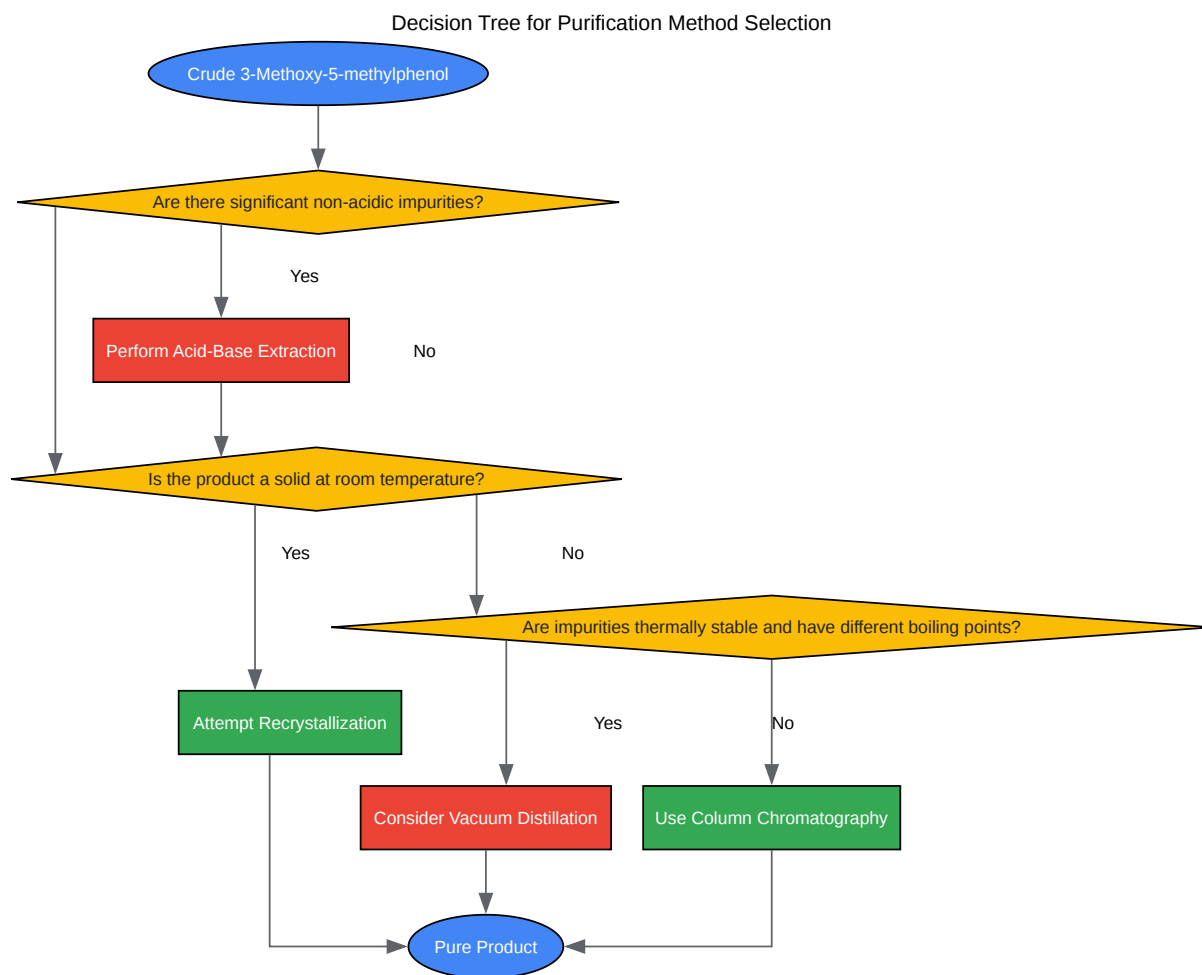 Decision Tree for Purification Method Selection
Crude 3-Methoxy-5-methylphenol
Are there significant non-acidic impurities?
Yes
Perform Acid-Base Extraction
No
Is the product a solid at room temperature?
Yes
No
Are impurities thermally stable and have different boiling points?
Attempt Recrystallization
Yes
No
Consider Vacuum Distillation
Use Column Chromatography
Pure Product